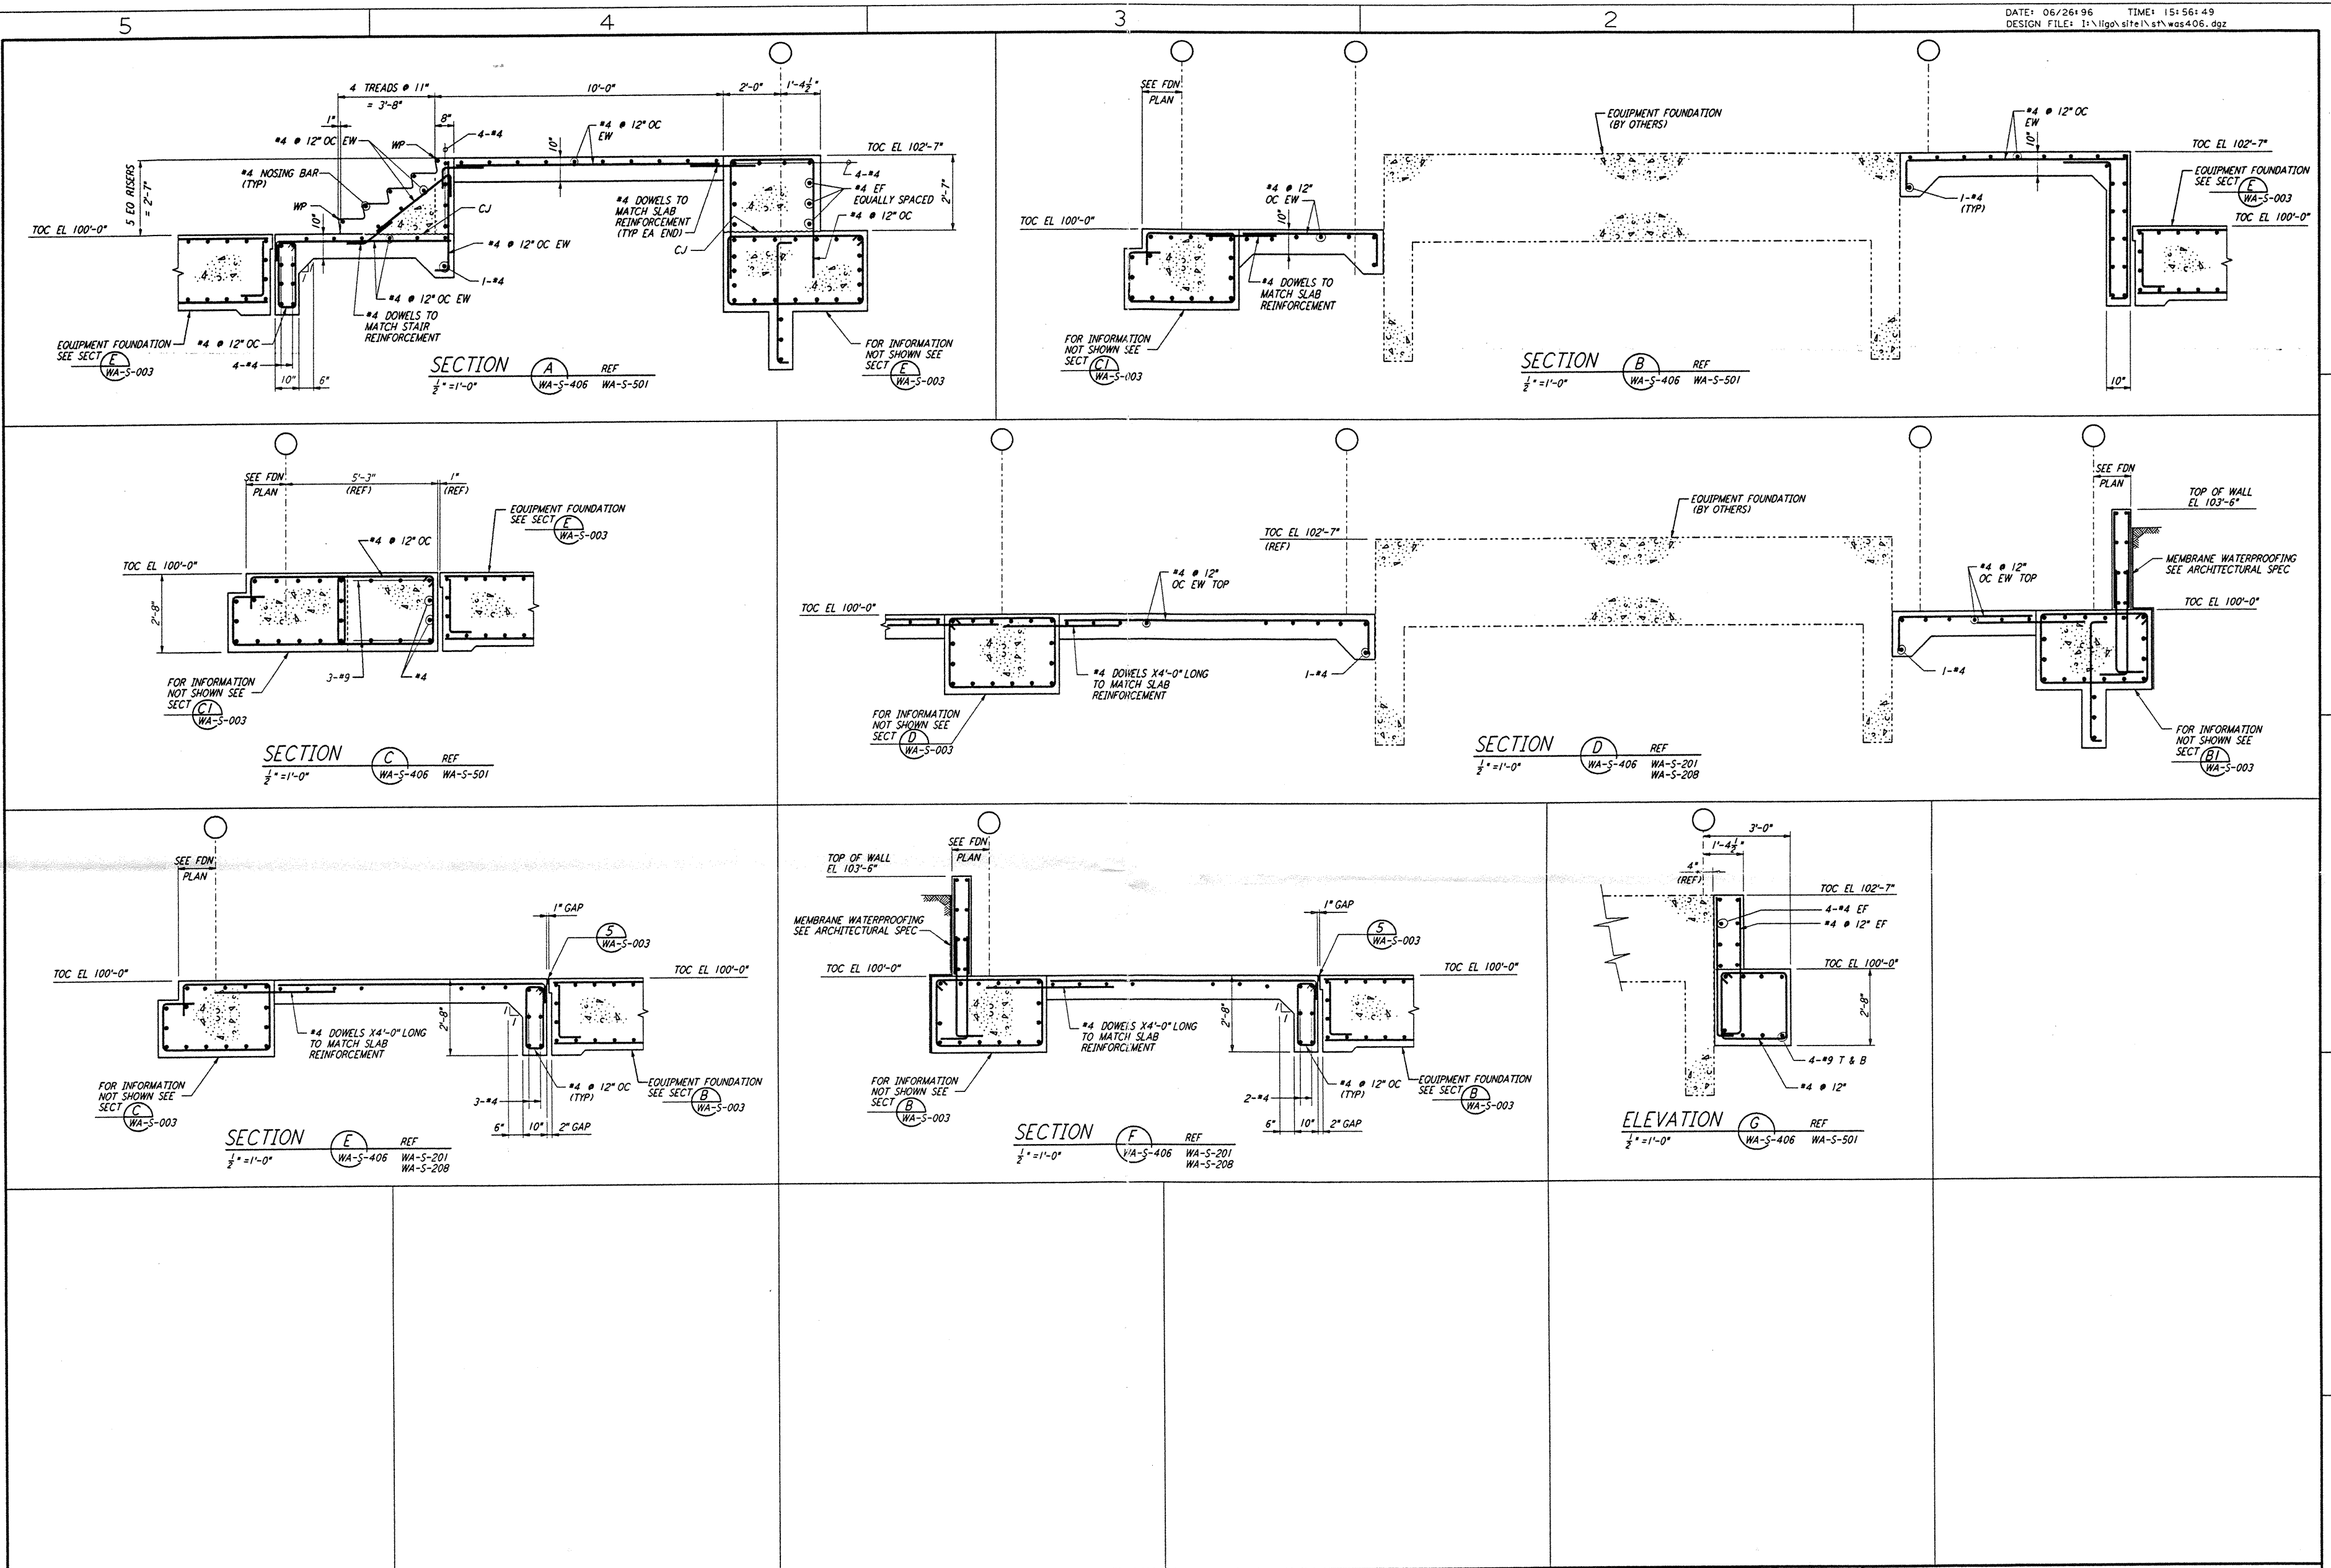 5
4
3
2
DATE: 06/26/96 TIME: 15:56:49
DESIGN FILE: I:\ligo\site1\st\was406.dgz
4 TREADS @ 11"
= 3'-8"
10'-0"
2'-0"
1'-4½"
1"
8"
4-#4
#4 @ 12" OC EW
WP
#4 @ 12" OC
EW
10"
TOC EL 102'-7"
5 EQ RISERS
= 2'-7"
#4 NOSING BAR
(TYP)
WP
10"
CJ
#4 DOWELS TO
MATCH SLAB
REINFORCEMENT
(TYP EA END)
CJ
4-#4
#4 EF
EQUALLY SPACED
#4 @ 12" OC
2'-7"
TOC EL 100'-0"
#4 @ 12" OC EW
1-#4
#4 @ 12" OC EW
#4 DOWELS TO
MATCH STAIR
REINFORCEMENT
EQUIPMENT FOUNDATION
SEE SECT E
WA-S-003
#4 @ 12" OC
4-#4
10"
6"
FOR INFORMATION
NOT SHOWN SEE
SECT E
WA-S-003
SECTION A REF
½"=1'-0" WA-S-406 WA-S-501
SEE FDN
PLAN
EQUIPMENT FOUNDATION
(BY OTHERS)
#4 @ 12" OC
EW
10"
TOC EL 102'-7"
EQUIPMENT FOUNDATION
SEE SECT E
WA-S-003
TOC EL 100'-0"
1-#4
(TYP)
#4 @ 12"
OC EW
10"
TOC EL 100'-0"
#4 DOWELS TO
MATCH SLAB
REINFORCEMENT
FOR INFORMATION
NOT SHOWN SEE
SECT C1
WA-S-003
10"
SECTION B REF
½"=1'-0" WA-S-406 WA-S-501
SEE FDN
PLAN
5'-3"
(REF)
1"
(REF)
EQUIPMENT FOUNDATION
SEE SECT E
WA-S-003
#4 @ 12" OC
TOC EL 100'-0"
2'-8"
3-#9
#4
FOR INFORMATION
NOT SHOWN SEE
SECT C1
WA-S-003
SECTION C REF
½"=1'-0" WA-S-406 WA-S-501
EQUIPMENT FOUNDATION
(BY OTHERS)
TOC EL 102'-7"
(REF)
SEE FDN
PLAN
TOP OF WALL
EL 103'-6"
MEMBRANE WATERPROOFING
SEE ARCHITECTURAL SPEC
#4 @ 12"
OC EW TOP
#4 @ 12"
OC EW TOP
TOC EL 100'-0"
TOC EL 100'-0"
#4 DOWELS X4'-0" LONG
TO MATCH SLAB
REINFORCEMENT
1-#4
1-#4
FOR INFORMATION
NOT SHOWN SEE
SECT D
WA-S-003
FOR INFORMATION
NOT SHOWN SEE
SECT B1
WA-S-003
SECTION D REF
½"=1'-0" WA-S-406 WA-S-201
WA-S-208
SEE FDN
PLAN
1" GAP
5
WA-S-003
TOC EL 100'-0"
TOC EL 100'-0"
2'-8"
1
1
#4 DOWELS X4'-0" LONG
TO MATCH SLAB
REINFORCEMENT
FOR INFORMATION
NOT SHOWN SEE
SECT C
WA-S-003
3-#4
#4 @ 12" OC
(TYP)
EQUIPMENT FOUNDATION
SEE SECT B
WA-S-003
6"
10"
2" GAP
SECTION E REF
½"=1'-0" WA-S-406 WA-S-201
WA-S-208
SEE FDN
PLAN
TOP OF WALL
EL 103'-6"
MEMBRANE WATERPROOFING
SEE ARCHITECTURAL SPEC
1" GAP
5
WA-S-003
TOC EL 100'-0"
TOC EL 100'-0"
2'-8"
1
1
#4 DOWELS X4'-0" LONG
TO MATCH SLAB
REINFORCEMENT
FOR INFORMATION
NOT SHOWN SEE
SECT B
WA-S-003
2-#4
#4 @ 12" OC
(TYP)
EQUIPMENT FOUNDATION
SEE SECT B
WA-S-003
6"
10"
2" GAP
SECTION F REF
½"=1'-0" WA-S-406 WA-S-201
WA-S-208
3'-0"
1'-4½"
4"
(REF)
TOC EL 102'-7"
4-#4 EF
#4 @ 12" EF
TOC EL 100'-0"
2'-8"
4-#9 T & B
#4 @ 12"
ELEVATION G REF
½"=1'-0" WA-S-406 WA-S-501